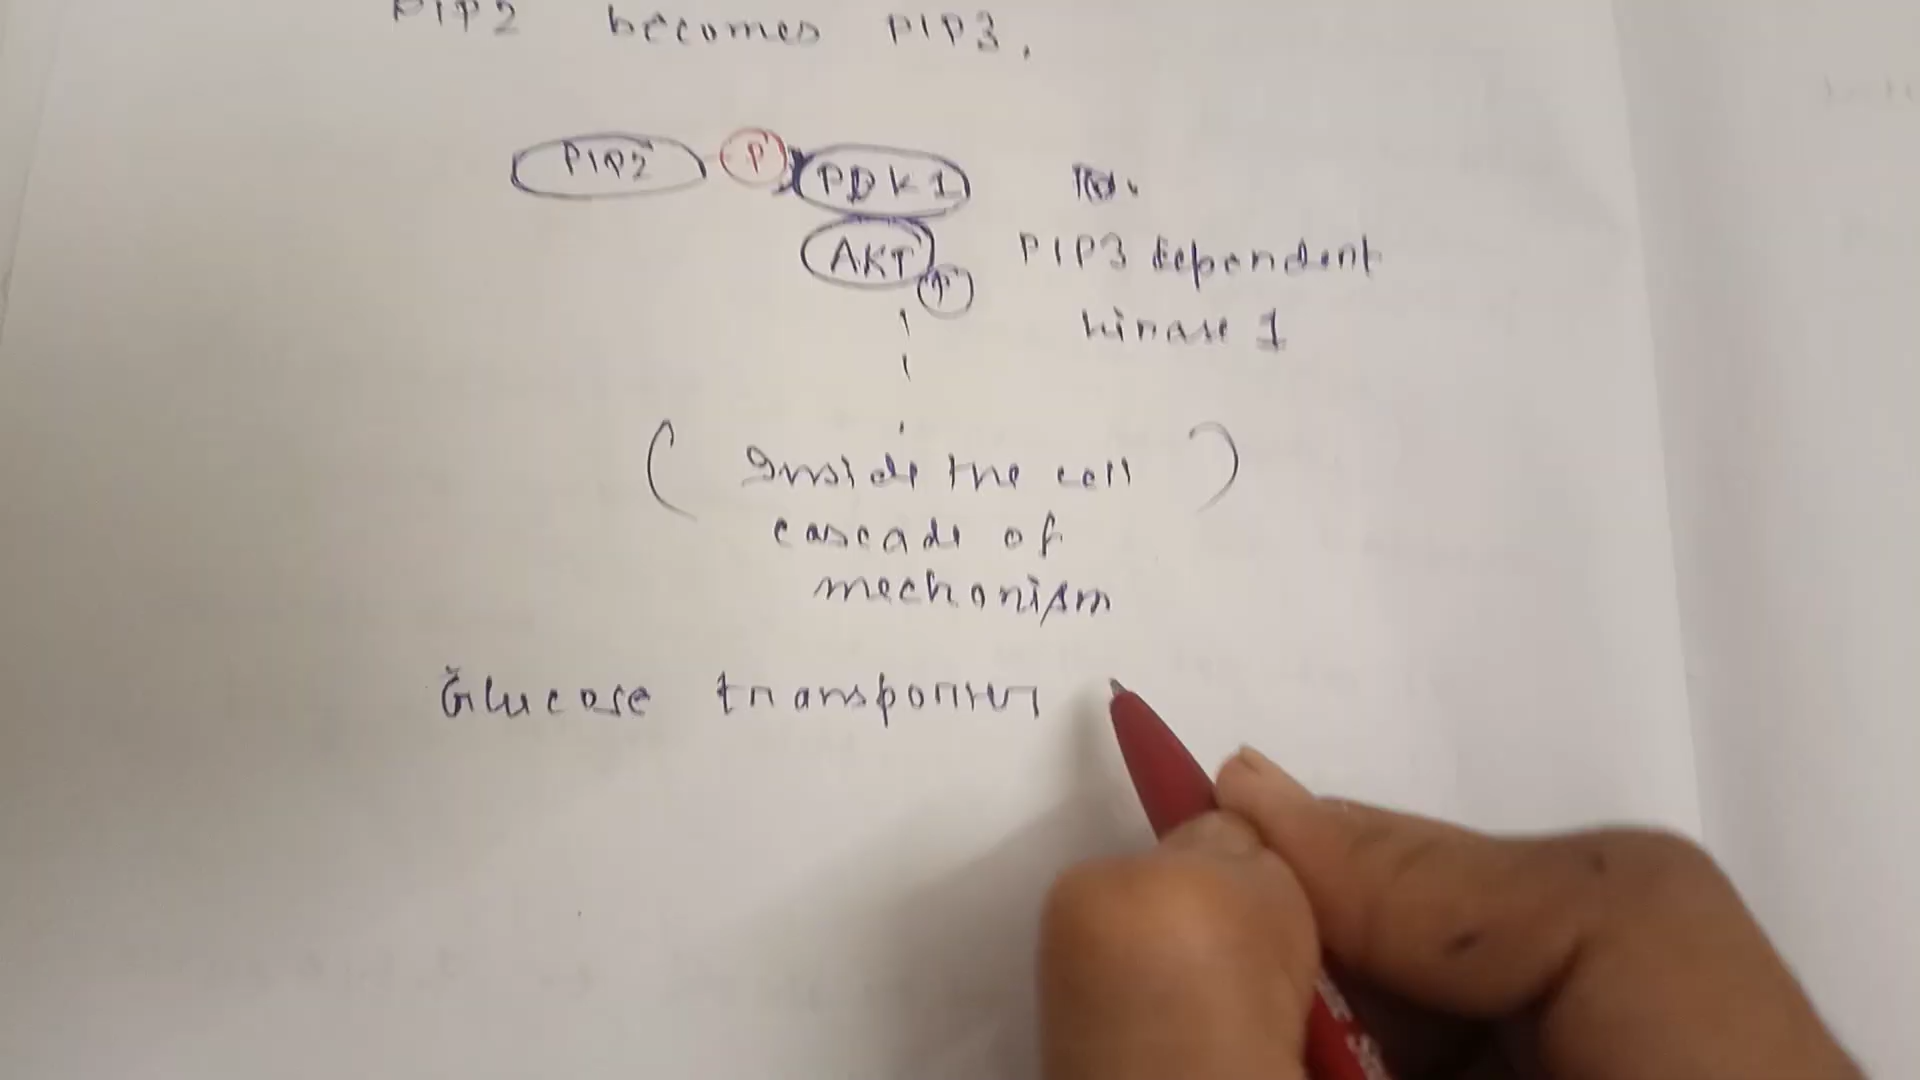 PIP2 becomes PIP3.
PIP2 P PDK1
AKT P
PIP3 dependent
kinase 1
( Inside the cell )
cascade of
mechanism
Glucose transporter